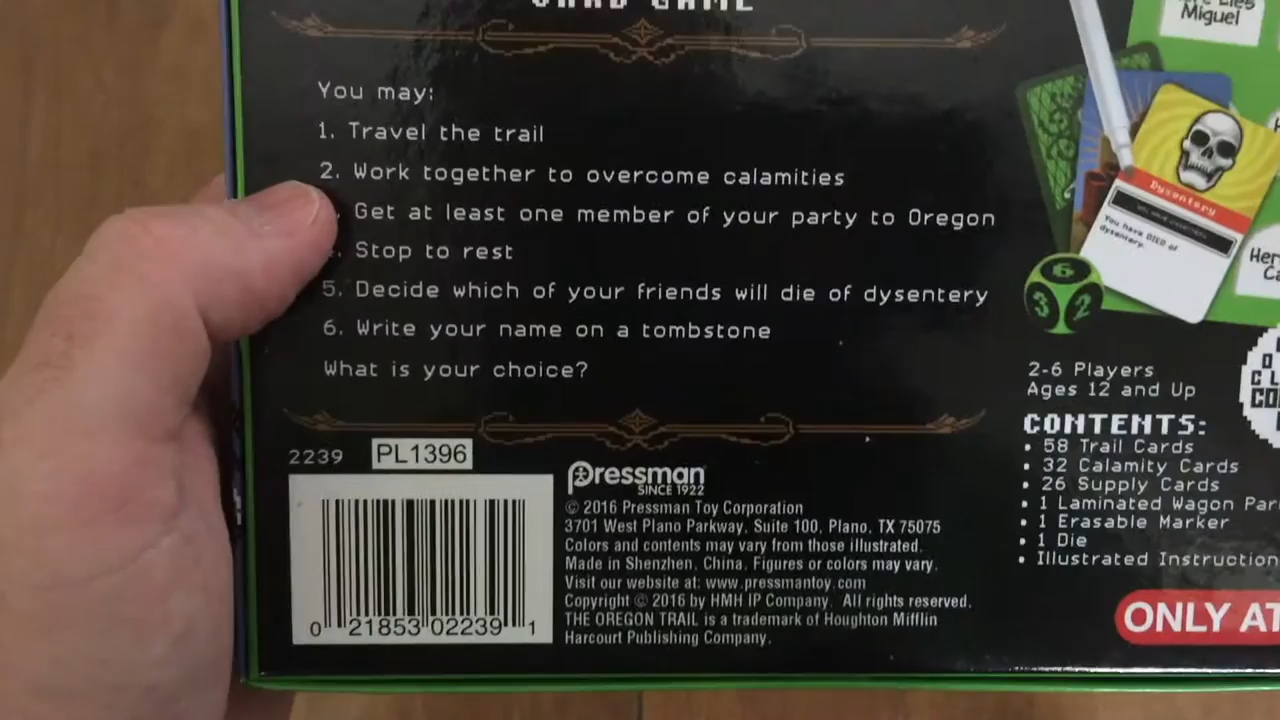 CARD GAME
You may:
1. Travel the trail
2. Work together to overcome calamities
. Get at least one member of your party to Oregon
. Stop to rest
5. Decide which of your friends will die of dysentery
6. Write your name on a tombstone
What is your choice?
2239 PL1396
0 21853 02239 1
pressman
SINCE 1922
© 2016 Pressman Toy Corporation
3701 West Plano Parkway, Suite 100, Plano, TX 75075
Colors and contents may vary from those illustrated.
Made in Shenzhen, China. Figures or colors may vary.
Visit our website at: www.pressmantoy.com
Copyright © 2016 by HMH IP Company. All rights reserved.
THE OREGON TRAIL is a trademark of Houghton Mifflin
Harcourt Publishing Company.
Lies
Miguel
Dysentery
You have DIED of
dysentery.
6
3 2
2-6 Players
Ages 12 and Up
CONTENTS:
• 58 Trail Cards
• 32 Calamity Cards
• 26 Supply Cards
• 1 Laminated Wagon
• 1 Erasable Marker
• 1 Die
• Illustrated Instruction
ONLY AT